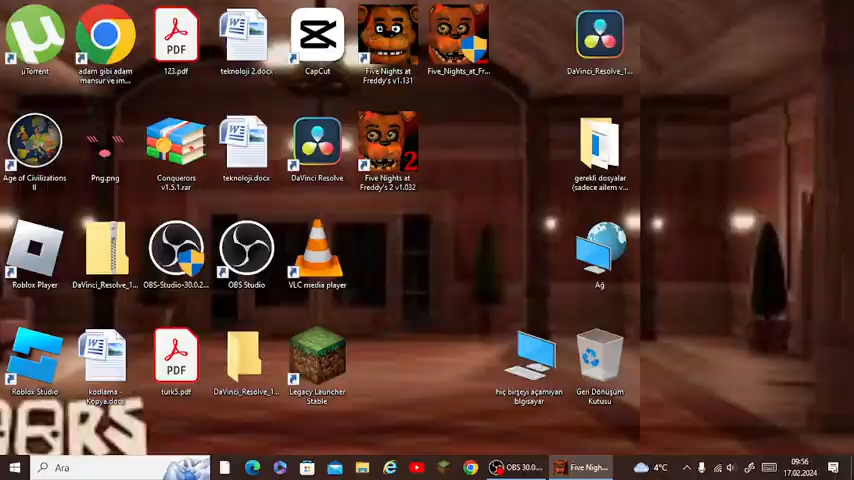 µTorrent
adam gibi adam
mansur ve im...
123.pdf
teknoloji 2.docx
CapCut
Five Nights at
Freddy's v1.131
Five_Nights_at_Fr...
DaVinci_Resolve_1...
Age of Civilizations
II
Png.png
Conquerors
v1.5.1.rar
teknoloji.docx
DaVinci Resolve
2
Five Nights at
Freddy's 2 v1.032
gerekli dosyalar
(sadece ailem v...
Roblox Player
DaVinci_Resolve_1...
OBS-Studio-30.0.2...
OBS Studio
VLC media player
Ağ
Roblox Studio
kodlama -
Kopya.docx
PDF
turk5.pdf
DaVinci_Resolve_1...
Legacy Launcher
Stable
hiç birşeyi açamıyan
bilgisayar
Geri Dönüşüm
Kutusu
Ara
OBS 30.0....
Five Nigh...
4°C
09:56
17.02.2024